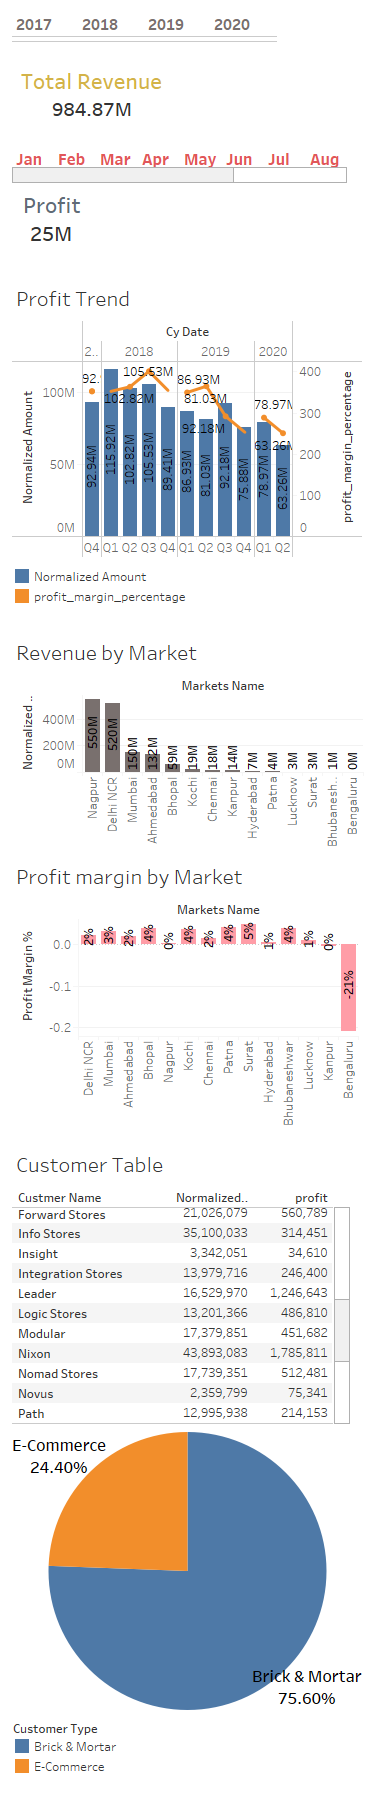 2017 2018 2019 2020
Total Revenue
984.87M
Jan Feb Mar Apr May Jun Jul Aug
Profit
25M
Profit Trend
Cy Date
2.. 2018 2019 2020
Normalized Amount
100M
50M
0M
92.94M 115.92M 102.82M 105.53M 89.41M 86.93M 81.03M 92.18M 75.88M 78.97M 63.26M
92. 102.82M 105.53M 86.93M 81.03M 92.18M 78.97M 63.26M
400
300
200
100
0
profit_margin_percentage
Q4 Q1 Q2 Q3 Q4 Q1 Q2 Q3 Q4 Q1 Q2
Normalized Amount
profit_margin_percentage
Revenue by Market
Markets Name
Normalized ..
400M
200M
0M
550M 520M 150M 132M 59M 19M 18M 14M 7M 4M 3M 3M 1M 0M
Nagpur
Delhi NCR
Mumbai
Ahmedabad
Bhopal
Kochi
Chennai
Kanpur
Hyderabad
Patna
Lucknow
Surat
Bhubanesh..
Bengaluru
Profit margin by Market
Markets Name
Profit Margin %
0.0
-0.1
-0.2
2% 3% 2% 4% 0% 4% 2% 4% 5% 1% 4% 1% 0% -21%
Delhi NCR
Mumbai
Ahmedabad
Bhopal
Nagpur
Kochi
Chennai
Patna
Surat
Hyderabad
Bhubaneshwar
Lucknow
Kanpur
Bengaluru
Customer Table
Custmer Name Normalized.. profit
Forward Stores 21,026,079 560,789
Info Stores 35,100,033 314,451
Insight 3,342,051 34,610
Integration Stores 13,979,716 246,400
Leader 16,529,970 1,246,643
Logic Stores 13,201,366 486,810
Modular 17,379,851 451,682
Nixon 43,893,083 1,785,811
Nomad Stores 17,739,351 512,481
Novus 2,359,799 75,341
Path 12,995,938 214,153
E-Commerce
24.40%
Brick & Mortar
75.60%
Customer Type
Brick & Mortar
E-Commerce